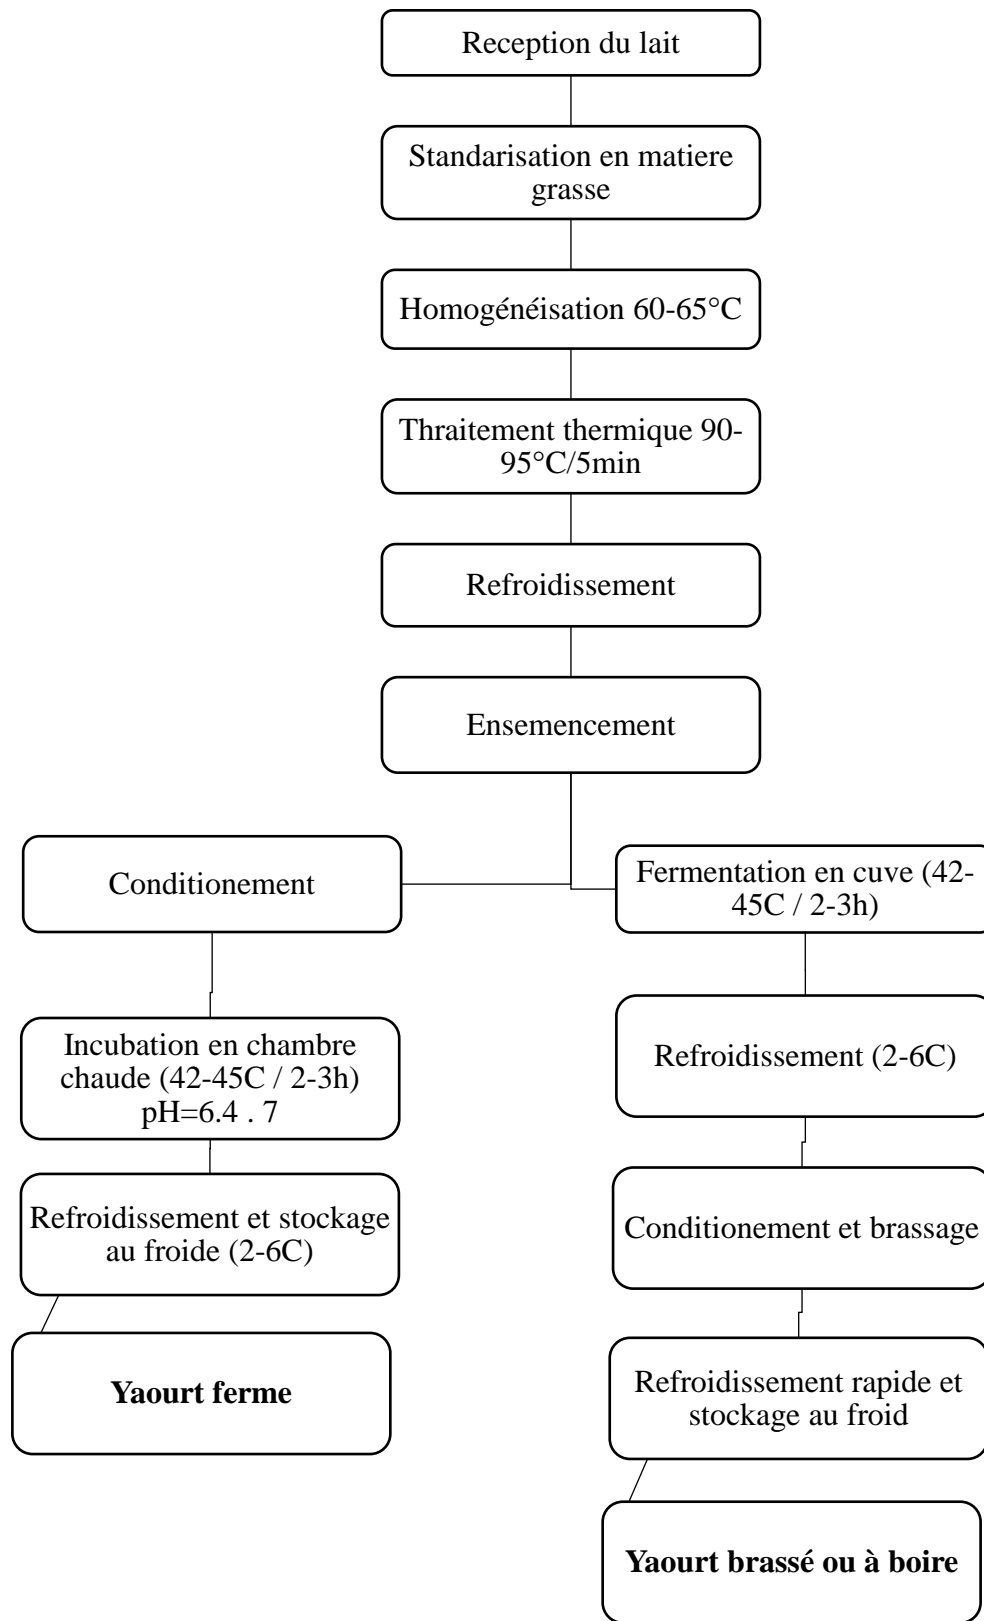 Reception du lait
Standarisation en matiere
grasse
Homogénéisation 60-65°C
Thraitement thermique 90-
95°C/5min
Refroidissement
Ensemencement
Conditionement
Incubation en chambre
chaude (42-45C / 2-3h)
pH=6.4 . 7
Refroidissement et stockage
au froide (2-6C)
Yaourt ferme
Fermentation en cuve (42-
45C / 2-3h)
Refroidissement (2-6C)
Conditionement et brassage
Refroidissement rapide et
stockage au froid
Yaourt brassé ou à boire